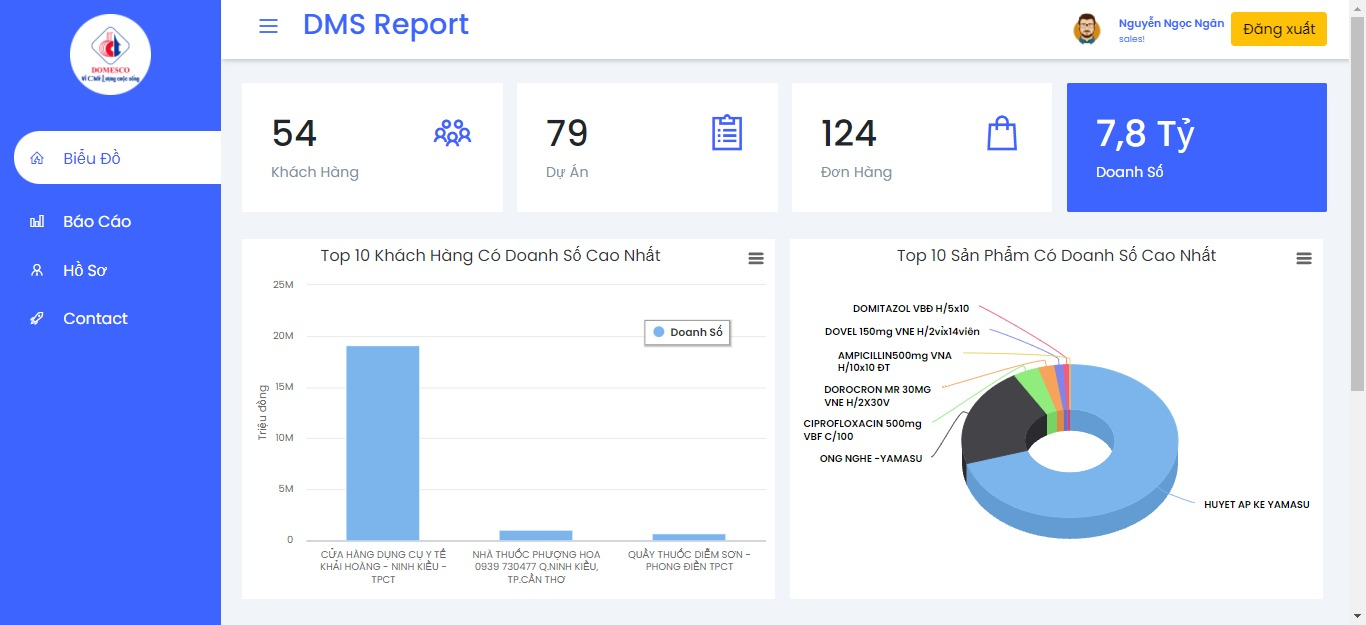 DOMESCO
Vì Chất Lượng cuộc sống
Biểu Đồ
Báo Cáo
Hồ Sơ
Contact
DMS Report
Nguyễn Ngọc Ngân
sales!
Đăng xuất
54
Khách Hàng
79
Dự Án
124
Đơn Hàng
7,8 Tỷ
Doanh Số
Top 10 Khách Hàng Có Doanh Số Cao Nhất
25M
20M
15M
10M
5M
0
Triệu đồng
Doanh Số
CỬA HÀNG DỤNG CỤ Y TẾ
KHẢI HOÀNG - NINH KIỀU -
TPCT
NHÀ THUỐC PHƯỢNG HOA
0939 730477 Q.NINH KIỀU,
TP.CẦN THƠ
QUẦY THUỐC DIỄM SƠN -
PHONG ĐIỀN TPCT
Top 10 Sản Phẩm Có Doanh Số Cao Nhất
DOMITAZOL VBĐ H/5x10
DOVEL 150mg VNE H/2vix14viên
AMPICILLIN500mg VNA
H/10x10 ĐT
DOROCRON MR 30MG
VNE H/2X30V
CIPROFLOXACIN 500mg
VBF C/100
ONG NGHE -YAMASU
HUYET AP KE YAMASU